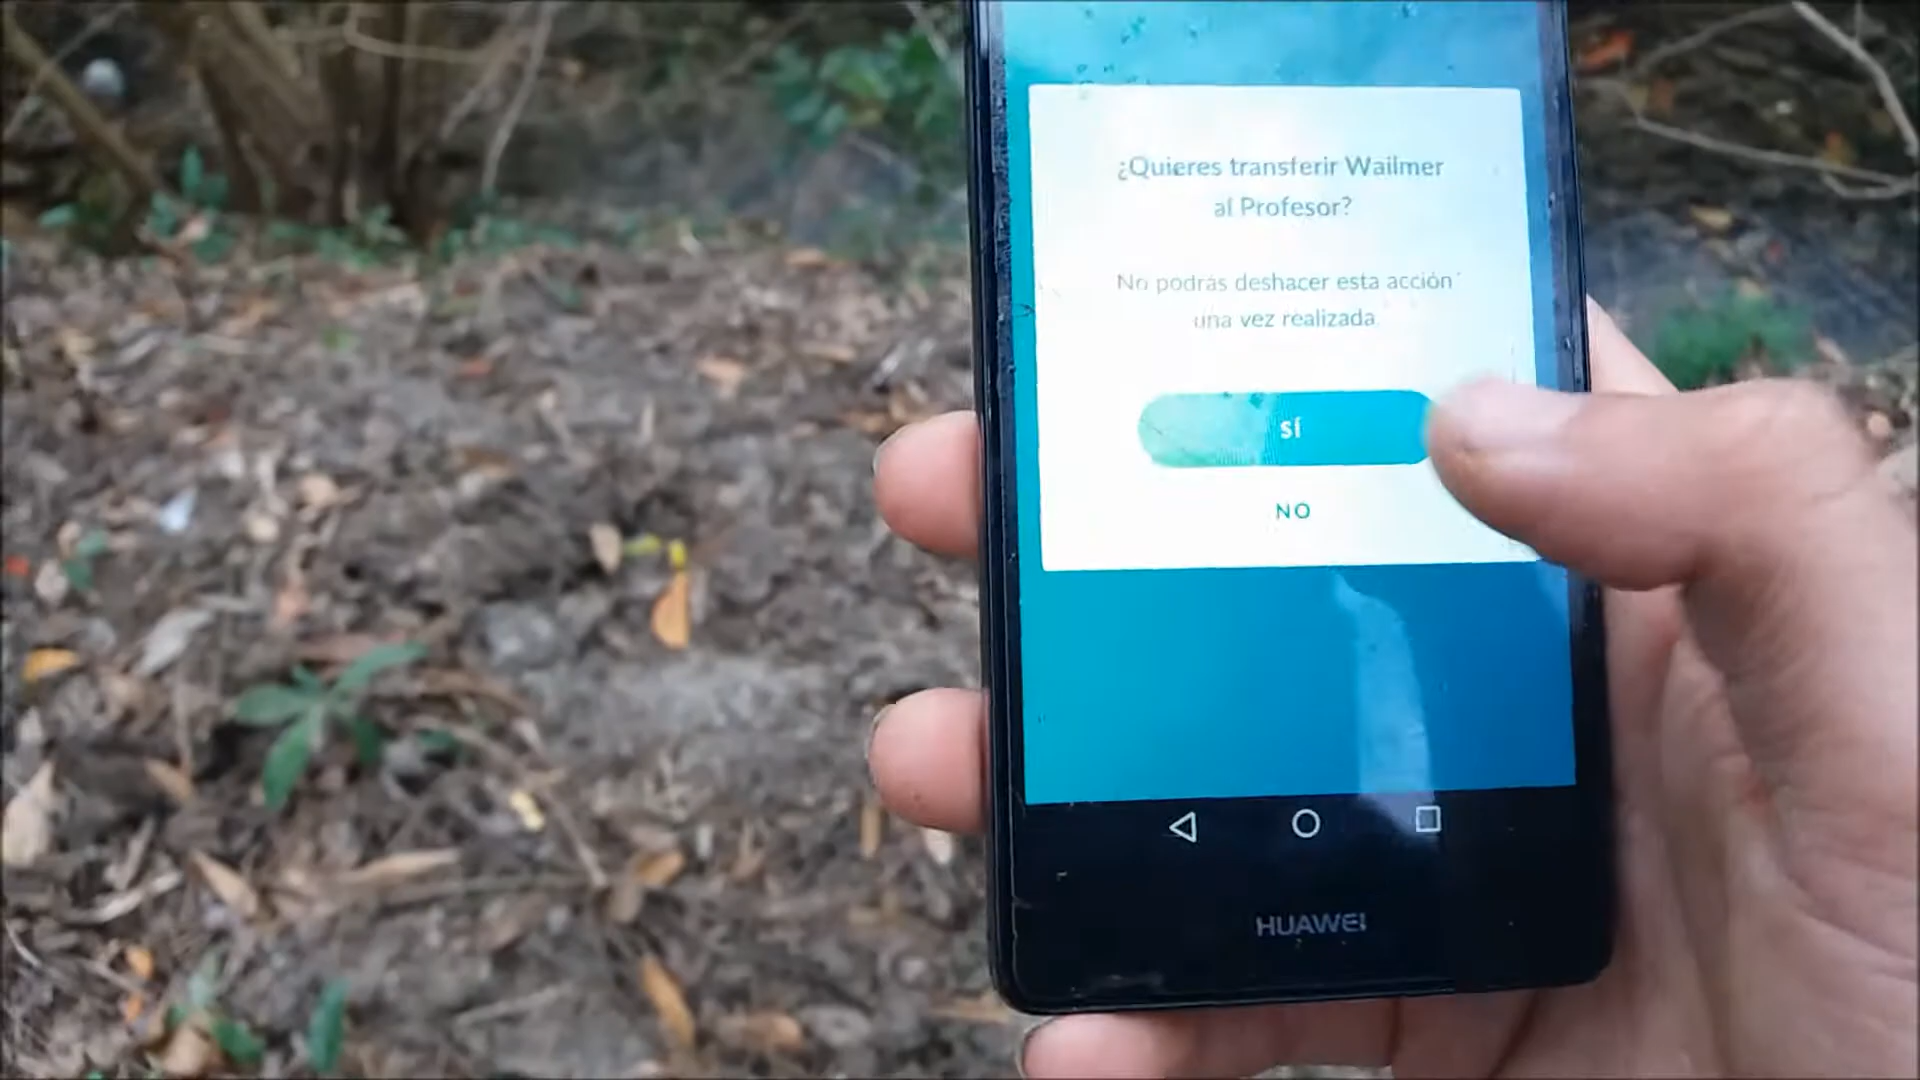 ¿Quieres transferir Wailmer
al Profesor?
No podrás deshacer esta acción
una vez realizada.
SÍ
NO
HUAWEI